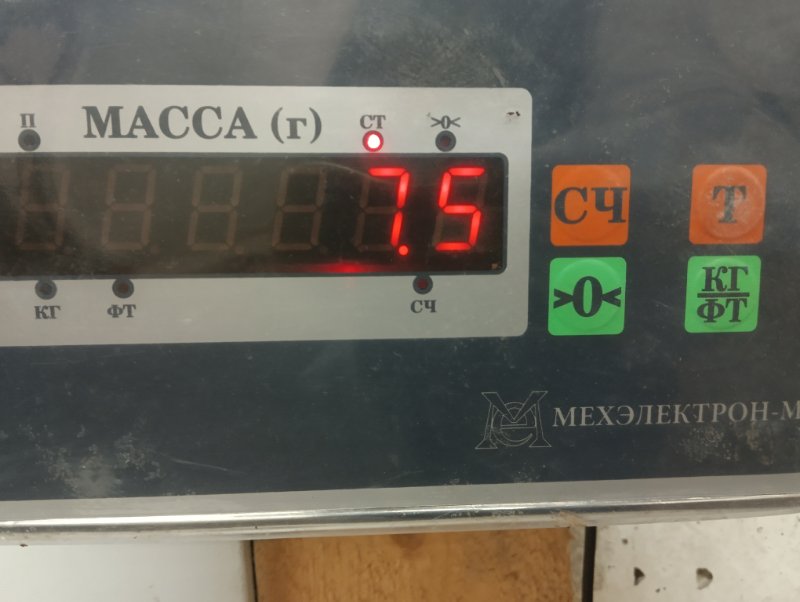 П МАССА (г) СТ >0<
7.5
КГ ФТ СЧ
СЧ Т
>0< КГ/ФТ
МЕХЭЛЕКТРОН-М